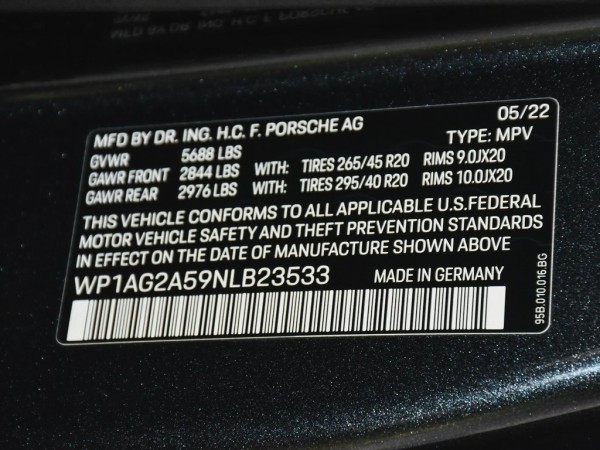 MFD BY DR. ING. H.C. F. PORSCHE AG 05/22
GVWR 5688 LBS TYPE: MPV
GAWR FRONT 2844 LBS WITH: TIRES 265/45 R20 RIMS 9.0JX20
GAWR REAR 2976 LBS WITH: TIRES 295/40 R20 RIMS 10.0JX20
THIS VEHICLE CONFORMS TO ALL APPLICABLE U.S.FEDERAL
MOTOR VEHICLE SAFETY AND THEFT PREVENTION STANDARDS
IN EFFECT ON THE DATE OF MANUFACTURE SHOWN ABOVE
WP1AG2A59NLB23533 MADE IN GERMANY
95B.010.016.BG